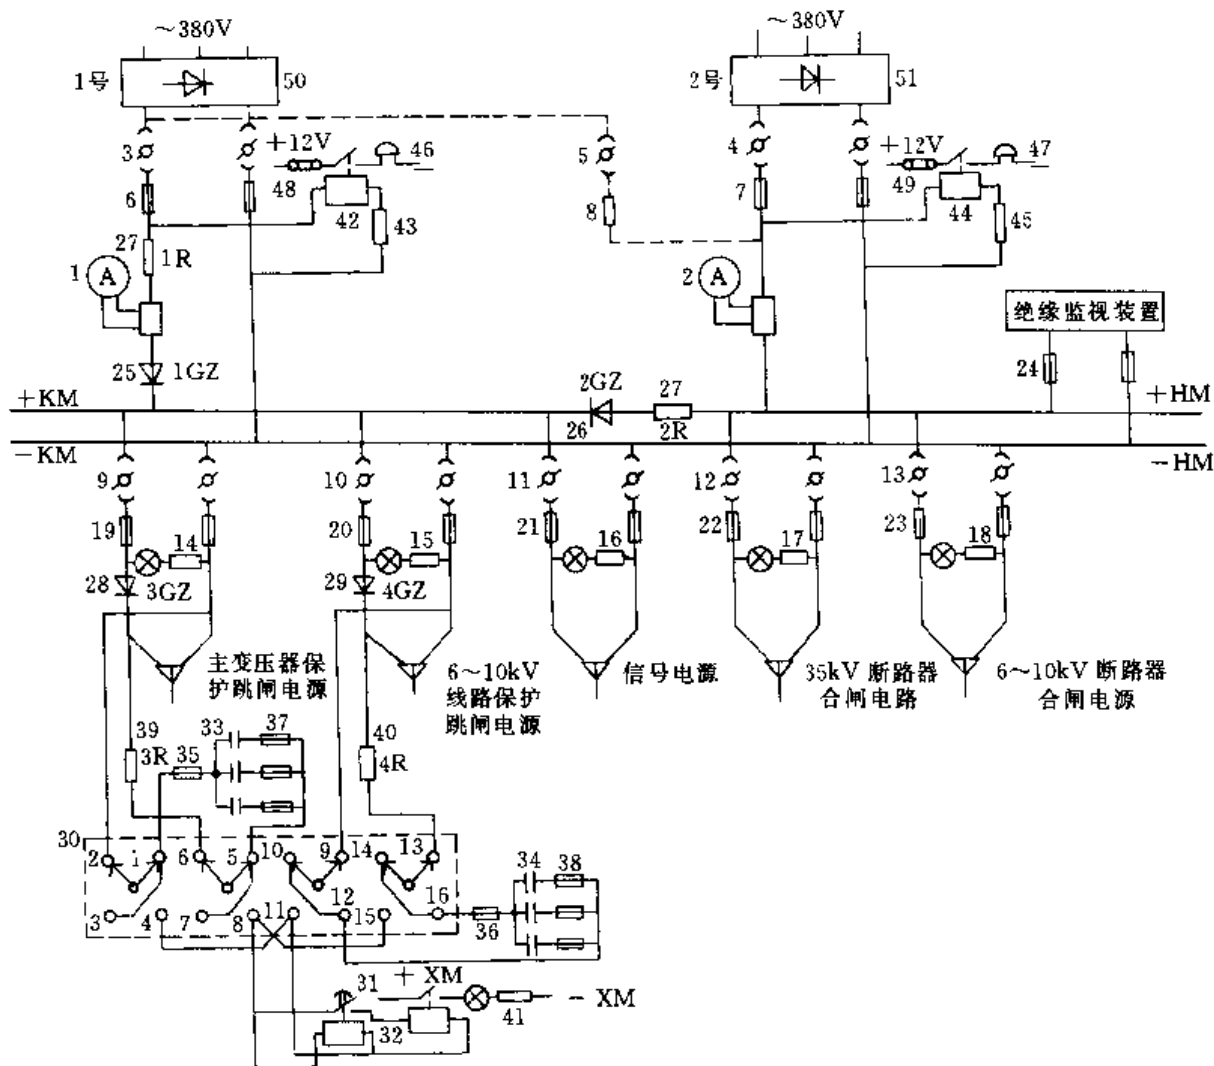 ～380V
～380V
1号
50
2号
51
3
+12V
46
5
4
+12V
47
48
49
6
42
43
8
7
44
45
27
1R
1
A
2
A
绝缘监视装置
25
1GZ
24
2GZ
27
+KM
+HM
26
2R
-KM
-HM
9
10
11
12
13
19
20
21
22
23
14
15
16
17
18
28
3GZ
29
4GZ
主变压器保
护跳闸电源
6～10kV
线路保护
跳闸电源
信号电源
35kV 断路器
合闸电路
6～10kV 断路器
合闸电源
39
3R
35
33
37
40
4R
30
2
1
6
5
10
9
14
13
34
38
3
4
7
8
11
12
15
16
36
31
+ XM
- XM
41
32